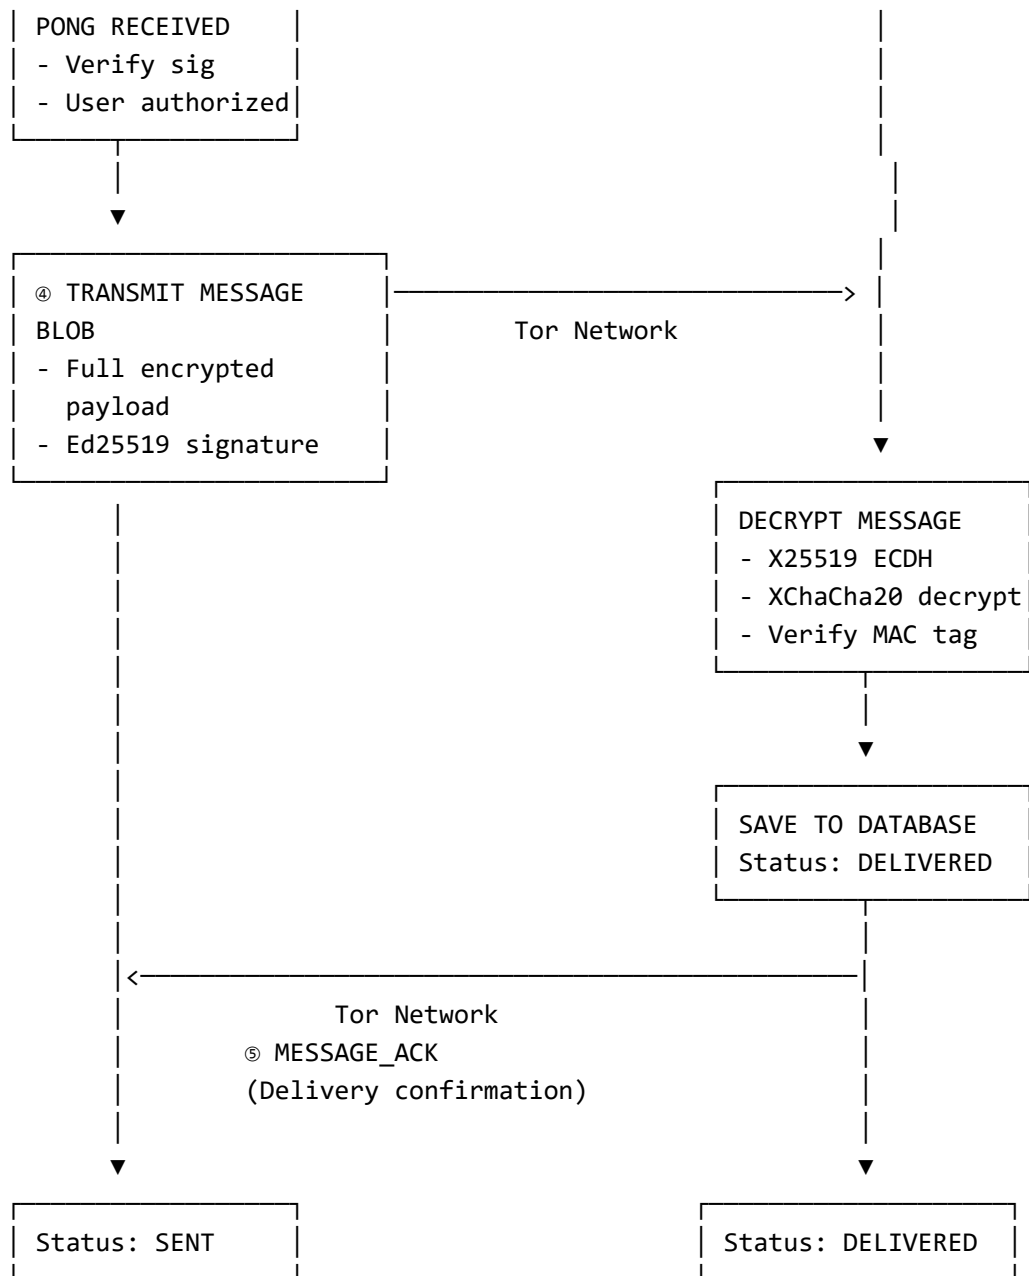 PONG RECEIVED
- Verify sig
- User authorized
④ TRANSMIT MESSAGE
BLOB
- Full encrypted
payload
- Ed25519 signature
Tor Network
DECRYPT MESSAGE
- X25519 ECDH
- XChaCha20 decrypt
- Verify MAC tag
SAVE TO DATABASE
Status: DELIVERED
Tor Network
⑤ MESSAGE_ACK
(Delivery confirmation)
Status: SENT
Status: DELIVERED